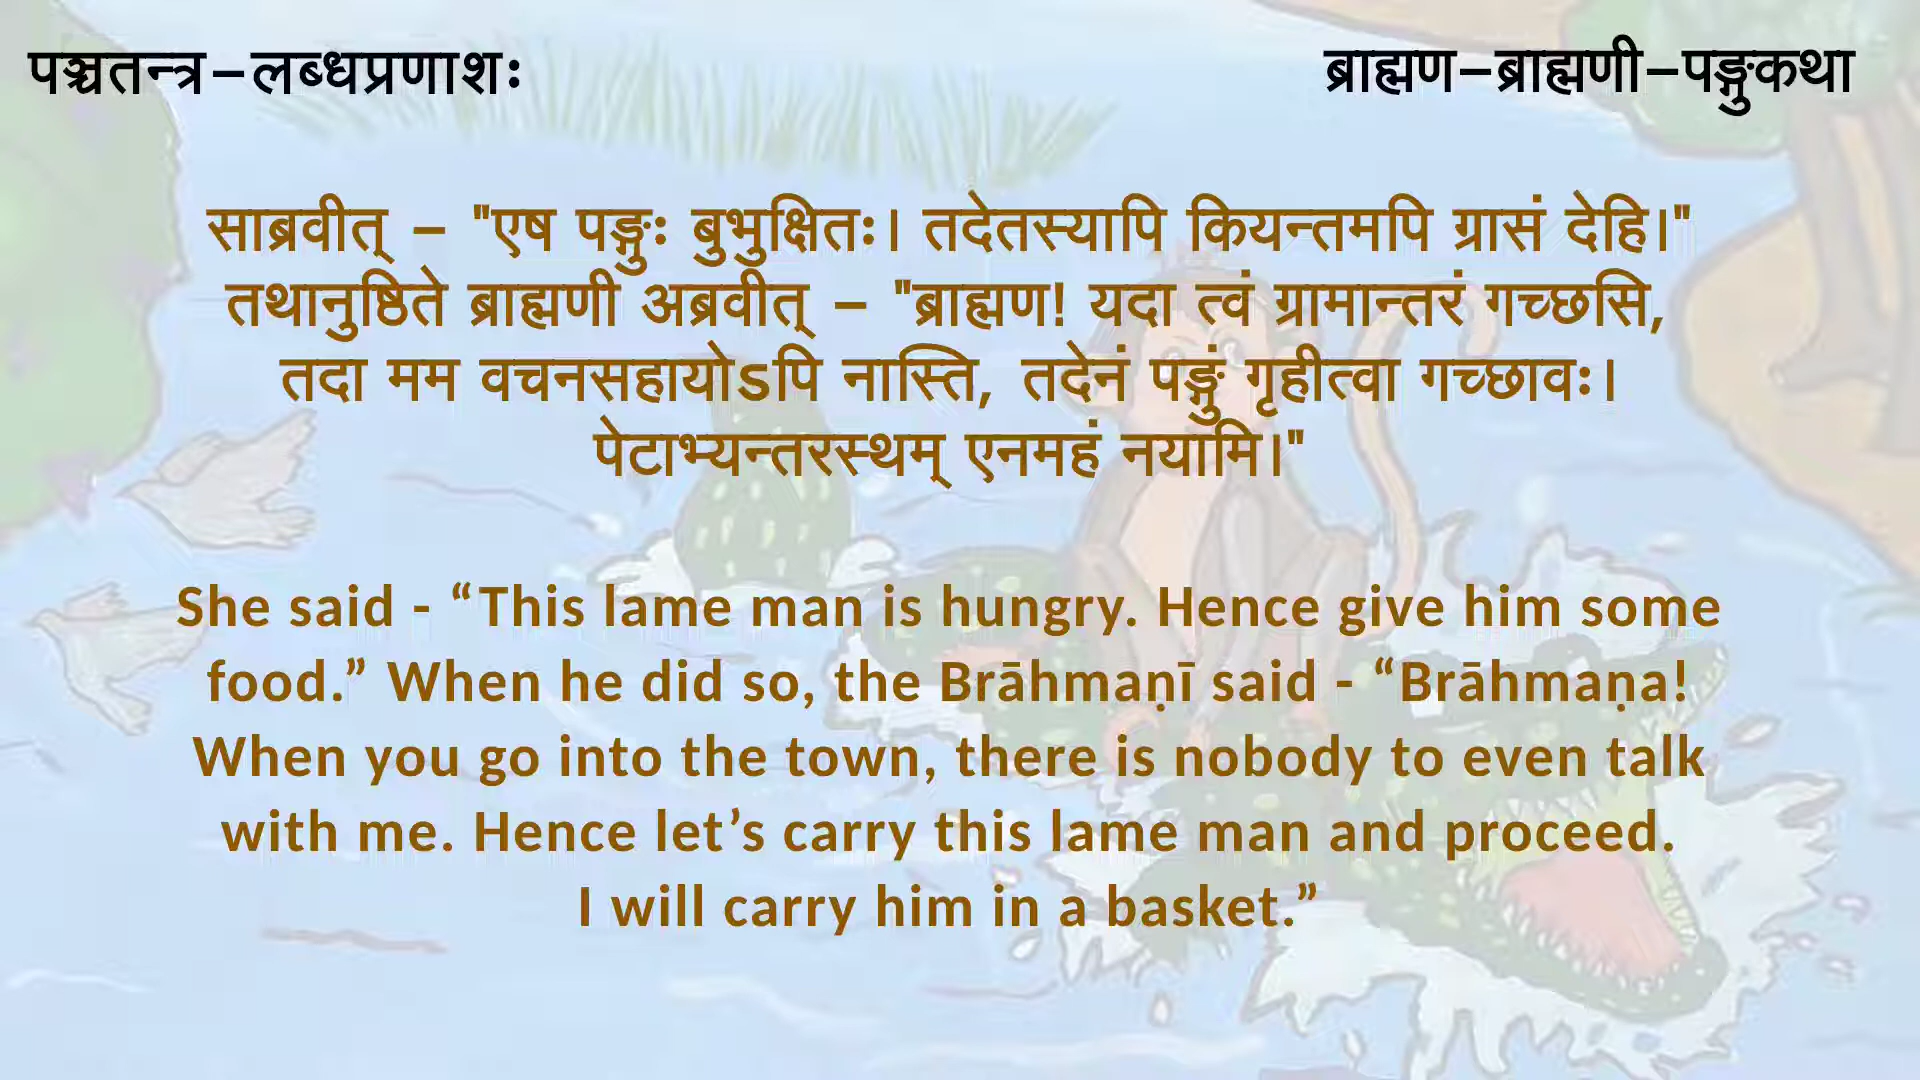 पञ्चतन्त्र–लब्धप्रणाशः
ब्राह्मण–ब्राह्मणी–पङ्गुकथा
साब्रवीत् – "एष पङ्गुः बुभुक्षितः। तदेतस्यापि कियन्तमपि ग्रासं देहि।"
तथानुष्ठिते ब्राह्मणी अब्रवीत् – "ब्राह्मण! यदा त्वं ग्रामान्तरं गच्छसि,
तदा मम वचनसहायोऽपि नास्ति, तदेनं पङ्गुं गृहीत्वा गच्छावः।
पेटाभ्यन्तरस्थम् एनमहं नयामि।"
She said - “This lame man is hungry. Hence give him some
food.” When he did so, the Brāhmaṇī said - “Brāhmaṇa!
When you go into the town, there is nobody to even talk
with me. Hence let’s carry this lame man and proceed.
I will carry him in a basket.”